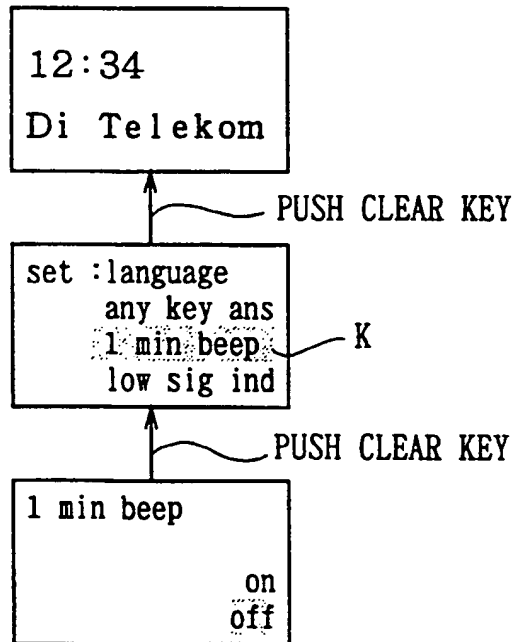 12:34
Di Telekom
PUSH CLEAR KEY
set :language
any key ans
1 min beep
K
low sig ind
PUSH CLEAR KEY
1 min beep
on
off